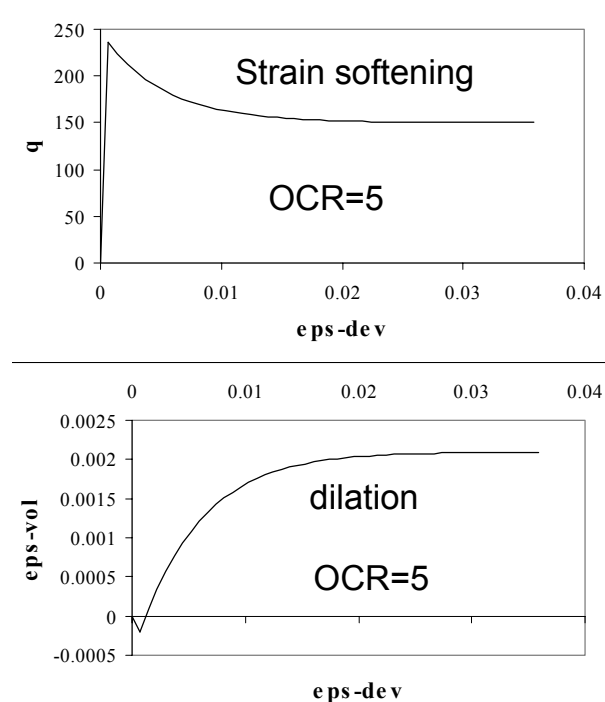 250
200
150
100
50
0
q
Strain softening
OCR=5
0 0.01 0.02 0.03 0.04
eps-dev
0 0.01 0.02 0.03 0.04
0.0025
0.002
0.0015
0.001
0.0005
0
-0.0005
eps-vol
dilation
OCR=5
eps-dev